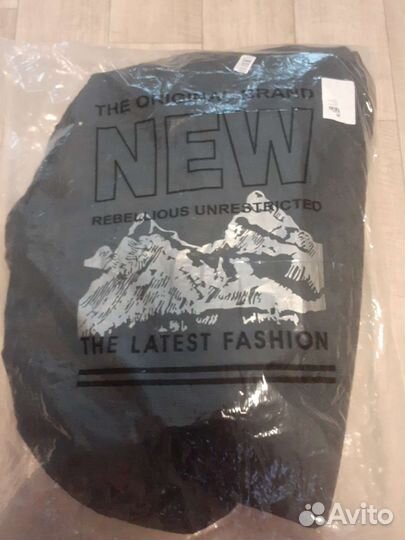 THE ORIGINAL BRAND
NEW
REBELLIOUS UNRESTRICTED
THE LATEST FASHION
Avito